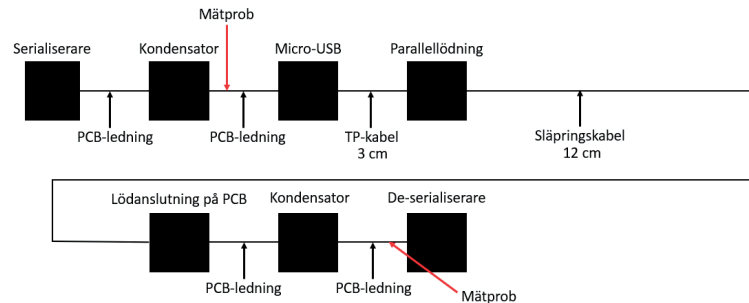 Mätprob
Serialiserare Kondensator Micro-USB Parallellödning
PCB-ledning PCB-ledning TP-kabel Släpringskabel
3 cm 12 cm
Lödanslutning på PCB Kondensator De-serialiserare
PCB-ledning PCB-ledning Mätprob